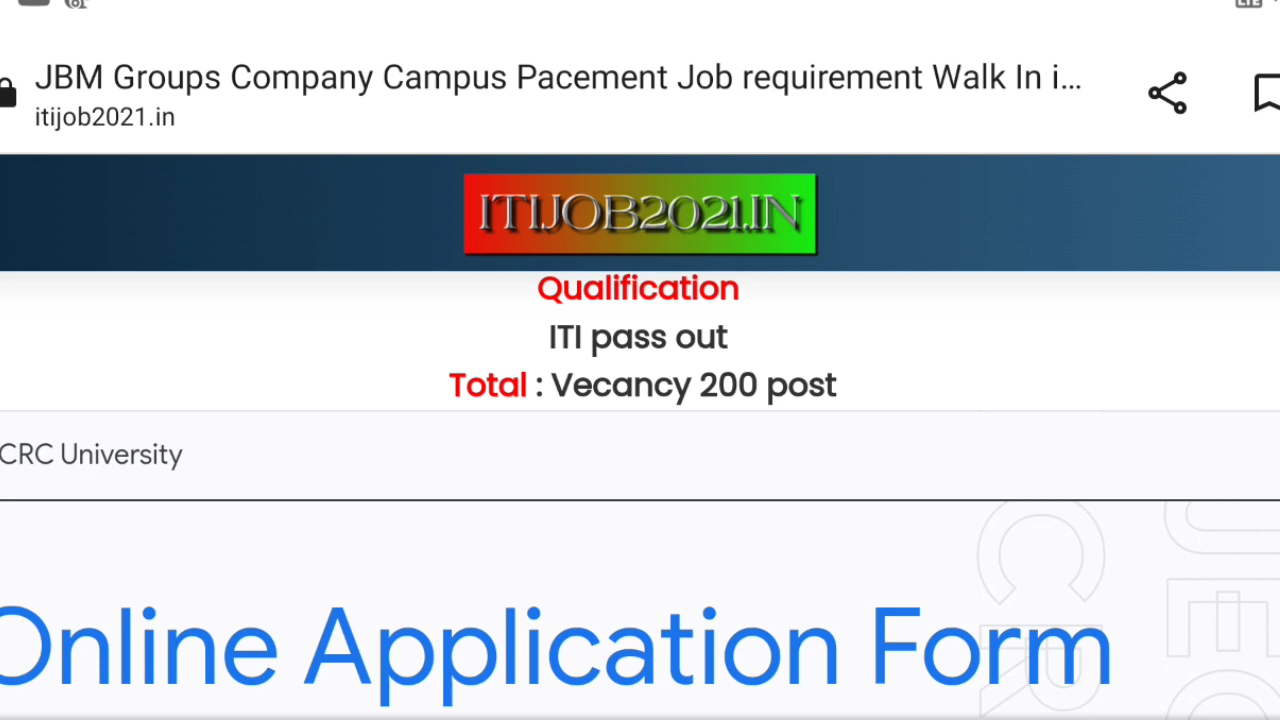 JBM Groups Company Campus Pacement Job requirement Walk In i...
itijob2021.in
ITIJOB2021.IN
Qualification
ITI pass out
Total : Vecancy 200 post
CRC University
Online Application Form